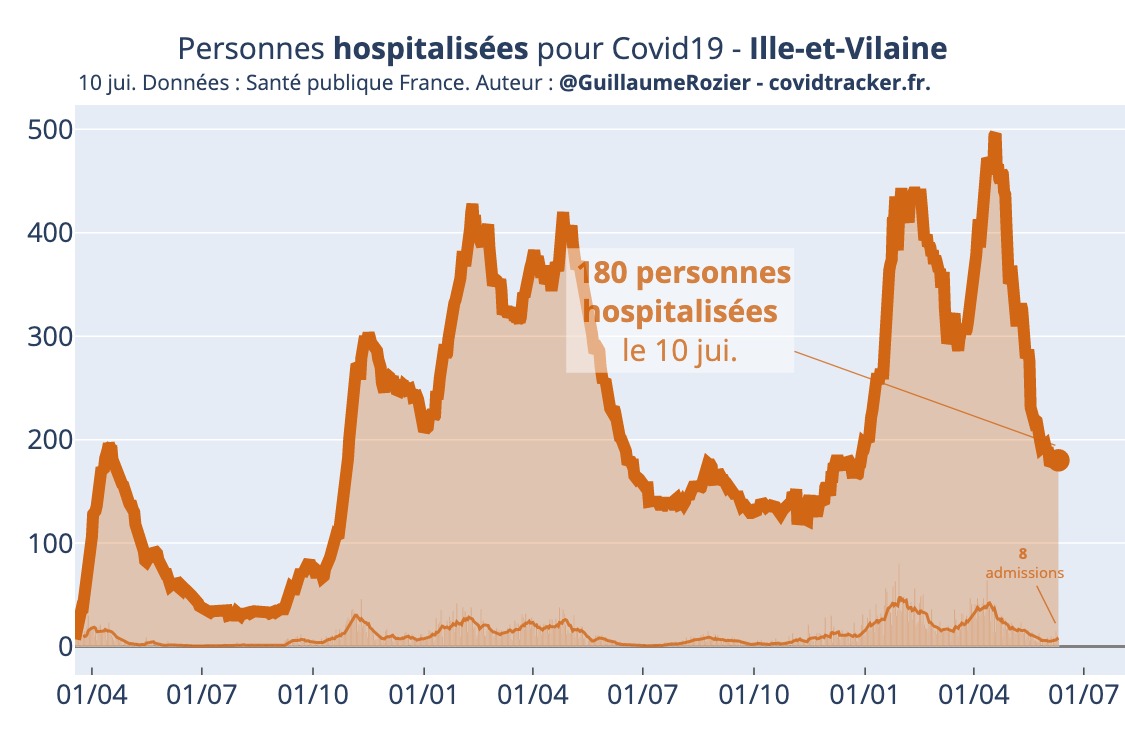 Personnes hospitalisées pour Covid19 - Ille-et-Vilaine
10 jui. Données : Santé publique France. Auteur : @GuillaumeRozier - covidtracker.fr.
500
400
300
200
100
0
180 personnes
hospitalisées
le 10 jui.
8
admissions
01/04 01/07 01/10 01/01 01/04 01/07 01/10 01/01 01/04 01/07